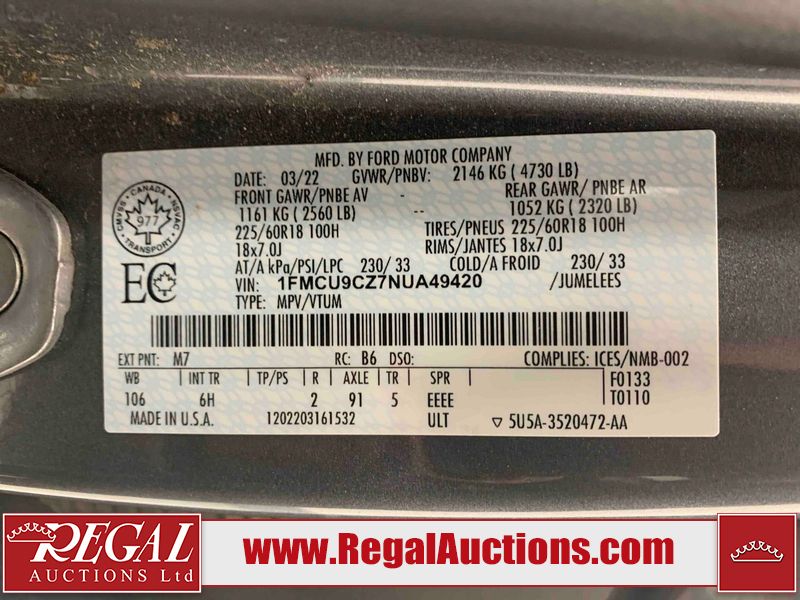 MFD. BY FORD MOTOR COMPANY
DATE: 03/22 GVWR/PNBV: 2146 KG ( 4730 LB)
FRONT GAWR/PNBE AV - REAR GAWR/ PNBE AR
1161 KG ( 2560 LB) -- 1052 KG ( 2320 LB)
225/60R18 100H TIRES/PNEUS 225/60R18 100H
18x7.0J RIMS/JANTES 18x7.0J
AT/A kPa/PSI/LPC 230/ 33 COLD/A FROID 230/ 33
VIN: 1FMCU9CZ7NUA49420 /JUMELEES
TYPE: MPV/VTUM
CANADA
CMVSS NSVAC
977
TRANSPORT
EC
EXT PNT: M7 RC: B6 DSO: COMPLIES: ICES/NMB-002
WB INT TR TP/PS R AXLE TR SPR F0133
106 6H 2 91 5 EEEE T0110
MADE IN U.S.A. 1202203161532 ULT ▽ 5U5A-3520472-AA
REGAL
AUCTIONS Ltd
www.RegalAuctions.com